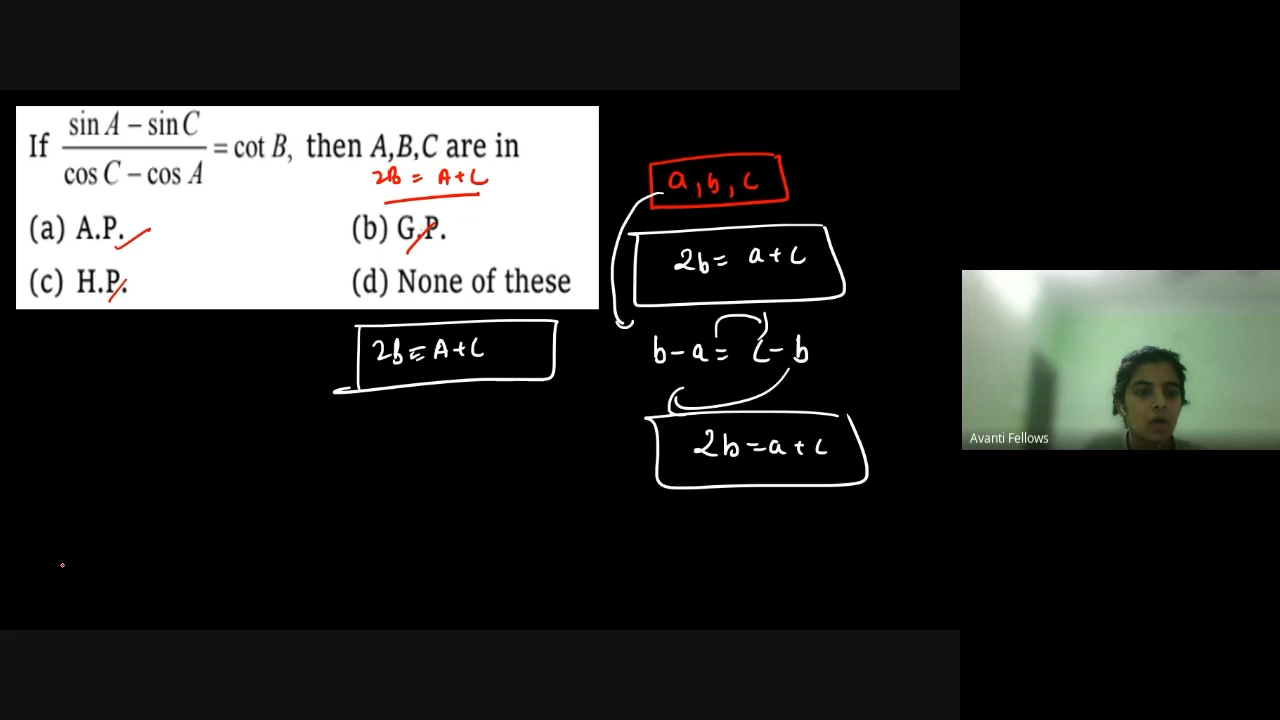 If sin A – sin C / cos C – cos A = cot B, then A,B,C are in
2B = A+C
(a) A.P. (b) G.P.
(c) H.P. (d) None of these
2B = A+C
a, b, c
2b = a+c
b-a = c-b
2b = a+c
Avanti Fellows